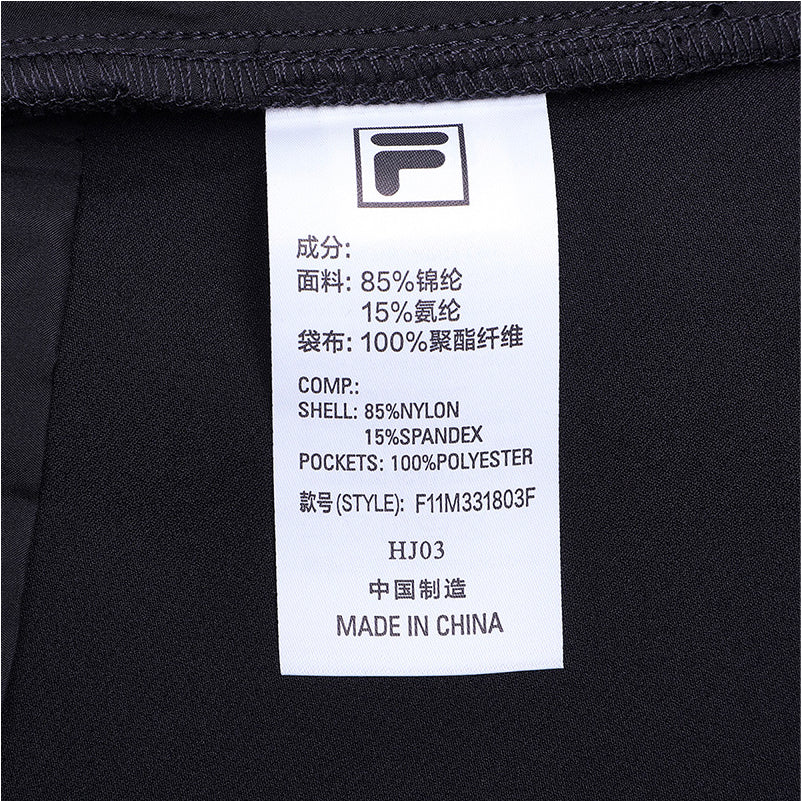 F
成分:
面料: 85%锦纶
15%氨纶
袋布: 100%聚酯纤维
COMP.:
SHELL: 85%NYLON
15%SPANDEX
POCKETS: 100%POLYESTER
款号(STYLE): F11M331803F
HJ03
中国制造
MADE IN CHINA